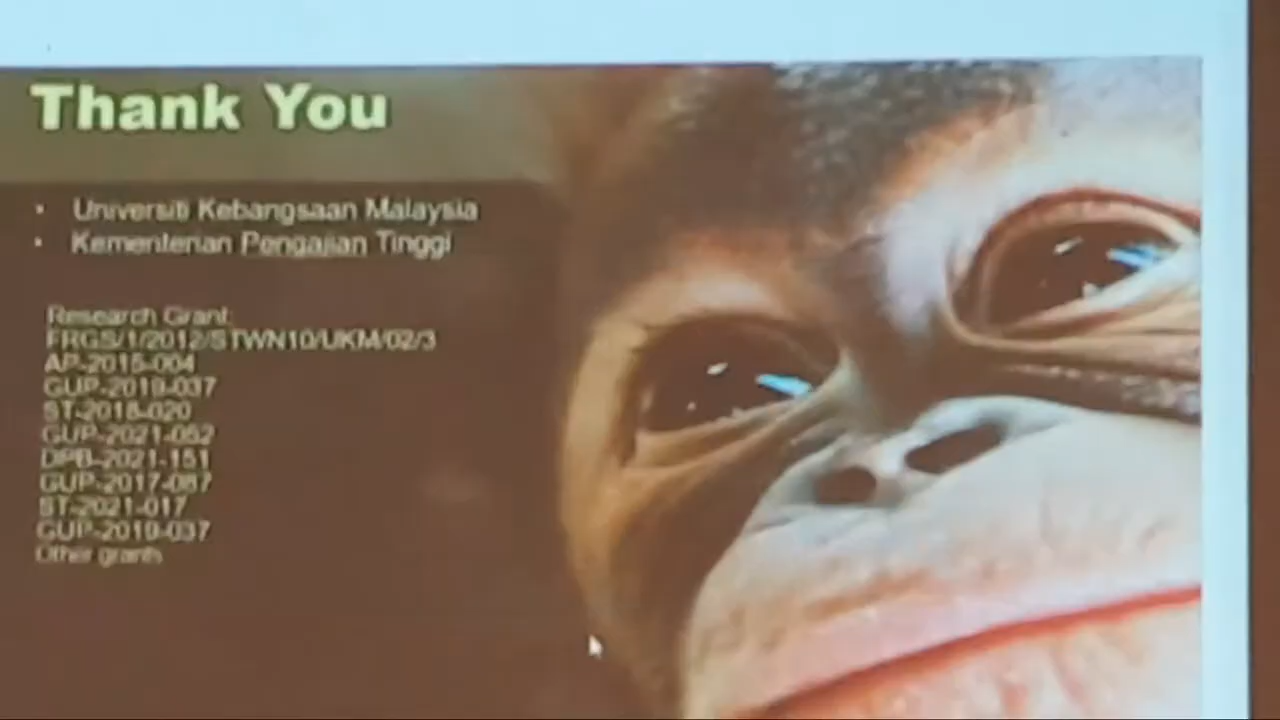 Thank You
• Universiti Kebangsaan Malaysia
• Kementerian Pengajian Tinggi
Research Grant
FRGS/1/2012/STWN10/UKM/02/3
AP-2015-004
GUP-2019-037
ST-2018-020
GUP-2021-062
DPB-2021-151
GUP-2017-087
ST-2021-017
GUP-2019-037
Other grants